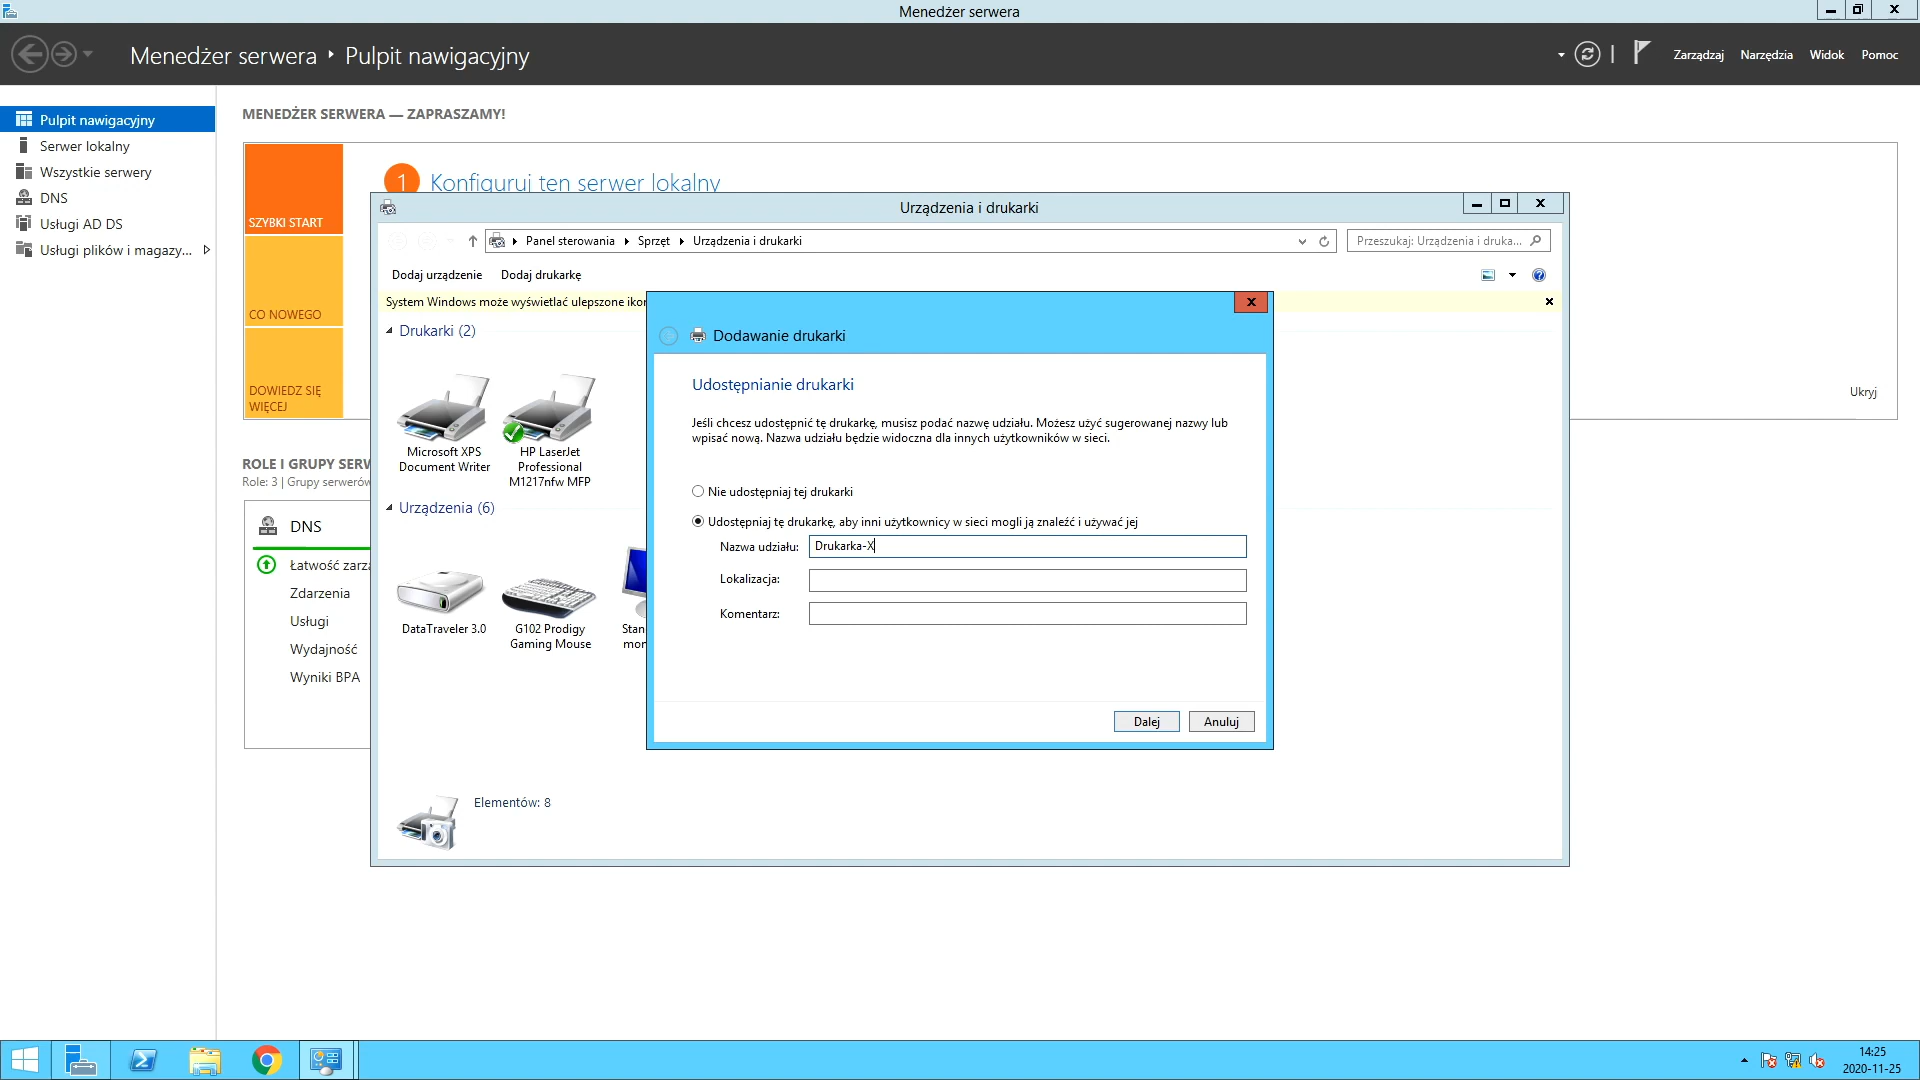 Menedżer serwera
Menedżer serwera
Pulpit nawigacyjny
Zarządzaj
Narzędzia
Widok
Pomoc
Pulpit nawigacyjny
Serwer lokalny
Wszystkie serwery
DNS
Usługi AD DS
Usługi plików i magazy...
MENEDŻER SERWERA — ZAPRASZAMY!
SZYBKI START
CO NOWEGO
DOWIEDZ SIĘ
WIĘCEJ
1
Konfiguruj ten serwer lokalny
Ukryj
ROLE I GRUPY SERW
Role: 3 | Grupy serwerów
DNS
Łatwość zarzą
Zdarzenia
Usługi
Wydajność
Wyniki BPA
Urządzenia i drukarki
Panel sterowania
Sprzęt
Urządzenia i drukarki
Przeszukaj: Urządzenia i druka...
Dodaj urządzenie
Dodaj drukarkę
System Windows może wyświetlać ulepszone iko
Drukarki (2)
Microsoft XPS
Document Writer
HP LaserJet
Professional
M1217nfw MFP
Urządzenia (6)
DataTraveler 3.0
G102 Prodigy
Gaming Mouse
Stan
mor
Elementów: 8
Dodawanie drukarki
Udostępnianie drukarki
Jeśli chcesz udostępnić tę drukarkę, musisz podać nazwę udziału. Możesz użyć sugerowanej nazwy lub
wpisać nową. Nazwa udziału będzie widoczna dla innych użytkowników w sieci.
Nie udostępniaj tej drukarki
Udostępniaj tę drukarkę, aby inni użytkownicy w sieci mogli ją znaleźć i używać jej
Nazwa udziału:
Drukarka-X
Lokalizacja:
Komentarz:
Dalej
Anuluj
14:25
2020-11-25